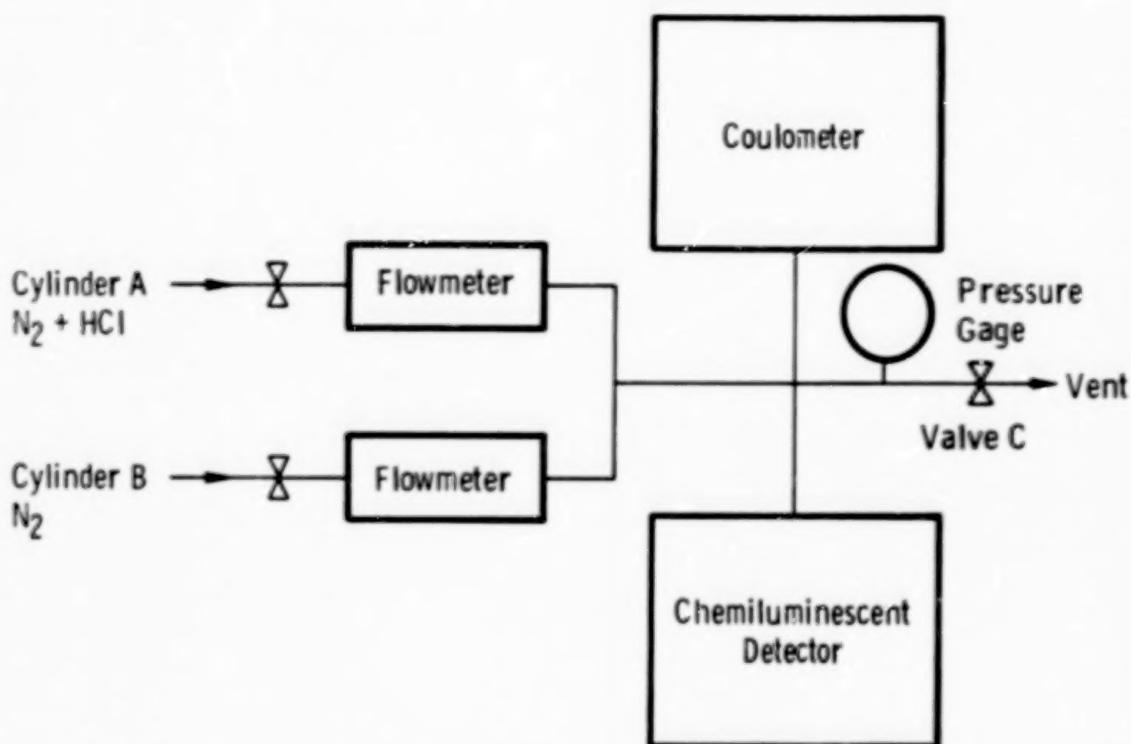 Coulometer
Cylinder A
N₂ + HCl
Flowmeter
Pressure
Gage
Vent
Valve C
Cylinder B
N₂
Flowmeter
Chemiluminescent
Detector